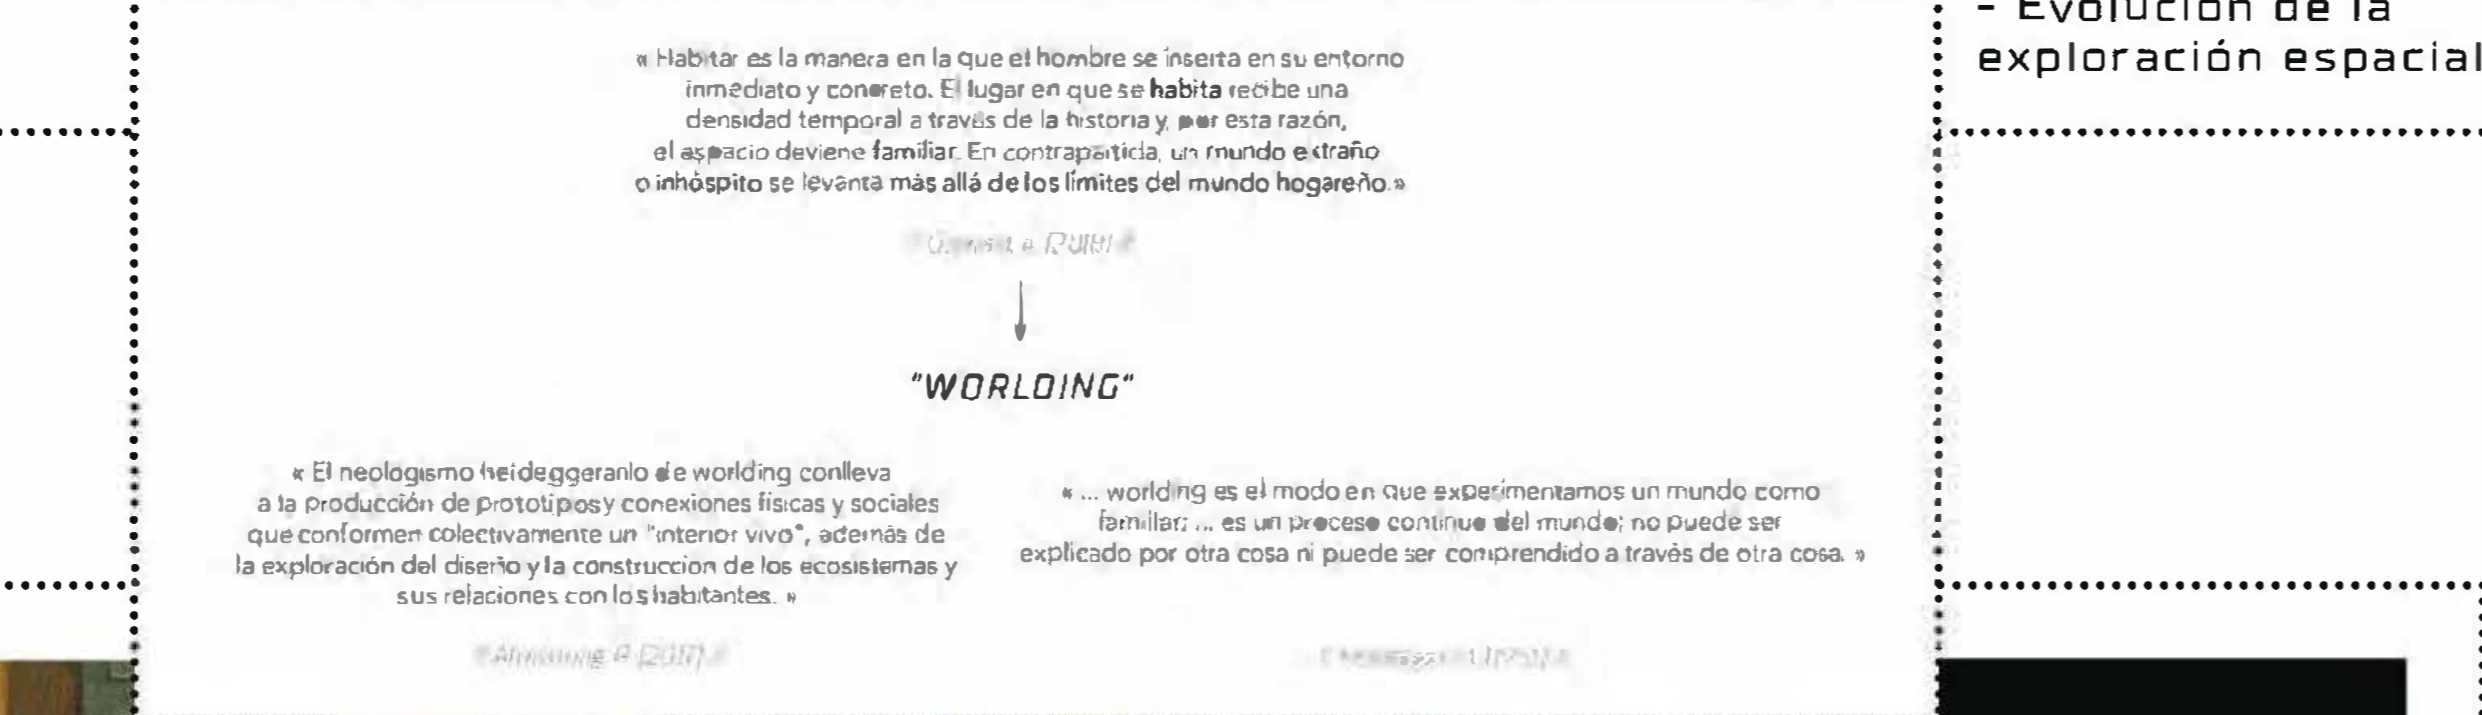 « Habitar es la manera en la que el hombre se inserta en su entorno
inmediato y concreto. El lugar en que se habita recibe una
densidad temporal a través de la historia y, por esta razón,
el espacio deviene familiar. En contrapartida, un mundo extraño
o inhóspito se levanta más allá de los límites del mundo hogareño.»
"WORLDING"
« El neologismo heideggeranio de worlding conlleva
a la producción de prototipos y conexiones físicas y sociales
que conformen colectivamente un "interior vivo", además de
la exploración del diseño y la construccion de los ecosistemas y
sus relaciones con los habitantes. »
« ... worlding es el modo en que experimentamos un mundo como
familiar; ... es un proceso continuo del mundo; no puede ser
explicado por otra cosa ni puede ser comprendido a través de otra cosa. »
- Evolución de la
exploración espacial